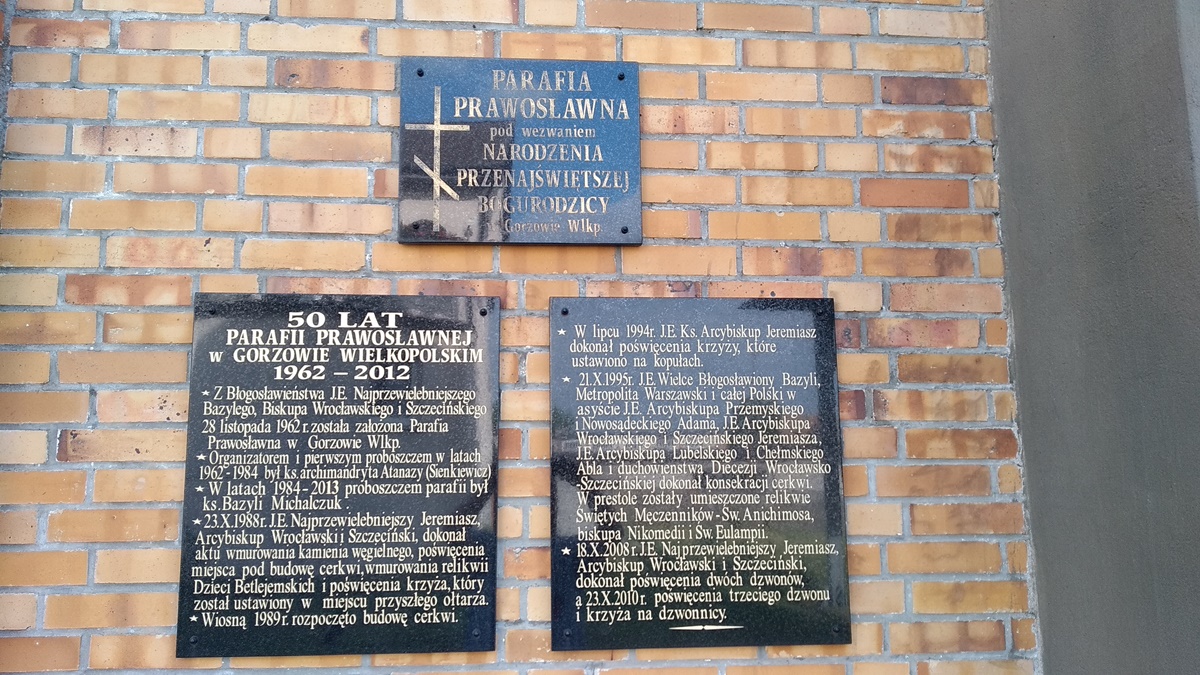 PARAFIA
PRAWOSŁAWNA
pod wezwaniem
NARODZENIA
PRZENAJŚWIĘTSZEJ
BOGURODZICY
w Gorzowie Wlkp.
50 LAT
PARAFII PRAWOSŁAWNEJ
w GORZOWIE WIELKOPOLSKIM
1962 – 2012
★ Z Błogosławieństwa J.E. Najprzewielebniejszego
Bazylego, Biskupa Wrocławskiego i Szczecińskiego
28 listopada 1962 r. została założona Parafia
Prawosławna w Gorzowie Wlkp.
★ Organizatorem i pierwszym proboszczem w latach
1962 - 1984 był ks. archimandryta Atanazy (Sienkiewicz)
★ W latach 1984 - 2013 proboszczem parafii był
ks. Bazyli Michalczuk.
★ 23.X.1988r. J.E. Najprzewielebniejszy Jeremiasz,
Arcybiskup Wrocławski i Szczeciński, dokonał
aktu wmurowania kamienia węgielnego, poświęcenia
miejsca pod budowę cerkwi, wmurowania relikwii
Dzieci Betlejemskich i poświęcenia krzyża, który
został ustawiony w miejscu przyszłego ołtarza.
★ Wiosną 1989 r. rozpoczęto budowę cerkwi.
★ W lipcu 1994r. J.E. Ks. Arcybiskup Jeremiasz
dokonał poświęcenia krzyży, które
ustawiono na kopułach.
★ 21.X.1995r. J.E. Wielce Błogosławiony Bazyli,
Metropolita Warszawski i całej Polski w
asyście J.E. Arcybiskupa Przemyskiego
i Nowosądeckiego Adama, J.E. Arcybiskupa
Wrocławskiego i Szczecińskiego Jeremiasza,
J.E. Arcybiskupa Lubelskiego i Chełmskiego
Abla i duchowieństwa Diecezji Wrocławsko
-Szczecińskiej dokonał konsekracji cerkwi.
W prestole zostały umieszczone relikwie
Świętych Męczenników - Św. Anichimosa,
biskupa Nikomedii i Św. Eulampii.
★ 18.X.2008 r. J.E. Najprzewielebniejszy Jeremiasz,
Arcybiskup Wrocławski i Szczeciński,
dokonał poświęcenia dwóch dzwonów,
a 23.X.2010 r. poświęcenia trzeciego dzwonu
i krzyża na dzwonnicy.